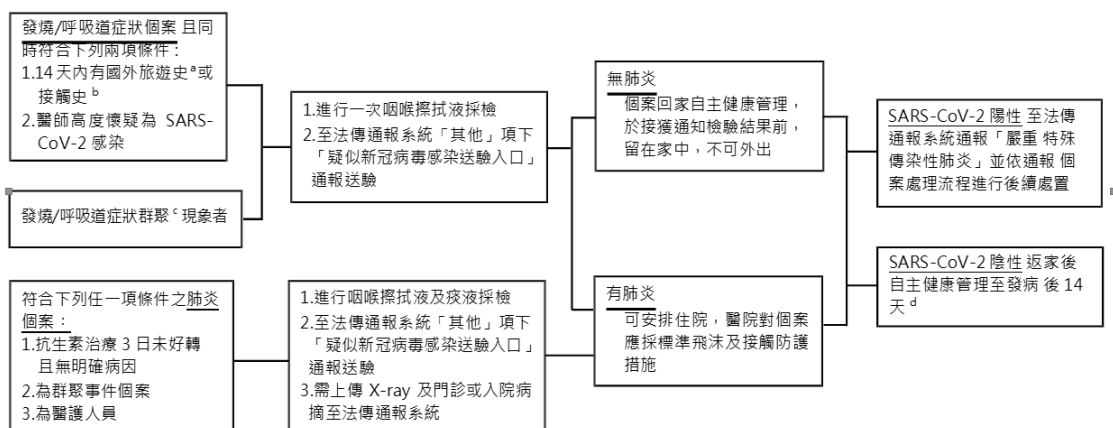 發燒/呼吸道症狀個案 且同
時符合下列兩項條件：
1.14 天內有國外旅遊史ᵃ或
接觸史ᵇ
2.醫師高度懷疑為 SARS-
CoV-2 感染
發燒/呼吸道症狀群聚ᶜ現象者
符合下列任一項條件之肺炎
個案：
1.抗生素治療 3 日未好轉
且無明確病因
2.為群聚事件個案
3.為醫護人員
1.進行一次咽喉擦拭液採檢
2.至法傳通報系統「其他」項下
「疑似新冠病毒感染送驗入口」
通報送驗
1.進行咽喉擦拭液及痰液採檢
2.至法傳通報系統「其他」項下
「疑似新冠病毒感染送驗入口」
通報送驗
3.需上傳 X-ray 及門診或入院病
摘至法傳通報系統
無肺炎
個案回家自主健康管理，
於接獲通知檢驗結果前，
留在家中，不可外出
有肺炎
可安排住院，醫院對個案
應採標準飛沫及接觸防護
措施
SARS-CoV-2 陽性 至法傳
通報系統通報「嚴重 特殊
傳染性肺炎」並依通報 個
案處理流程進行後續處置
SARS-CoV-2 陰性 返家後
自主健康管理至發病 後 14
天ᵈ